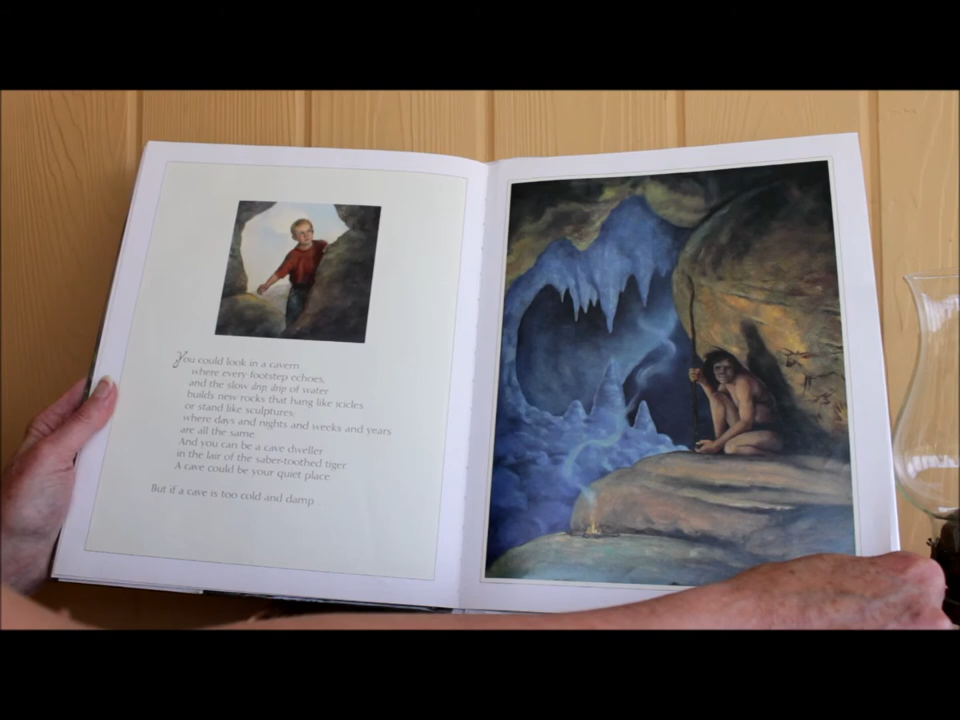 You could look in a cavern
where every footstep echoes,
and the slow drip, drip of water
builds new rocks that hang like icicles
or stand like sculptures,
where days and nights and weeks and years
are all the same.
And you can be a cave dweller
in the lair of the saber-toothed tiger
A cave could be your quiet place.
But if a cave is too cold and damp . . .